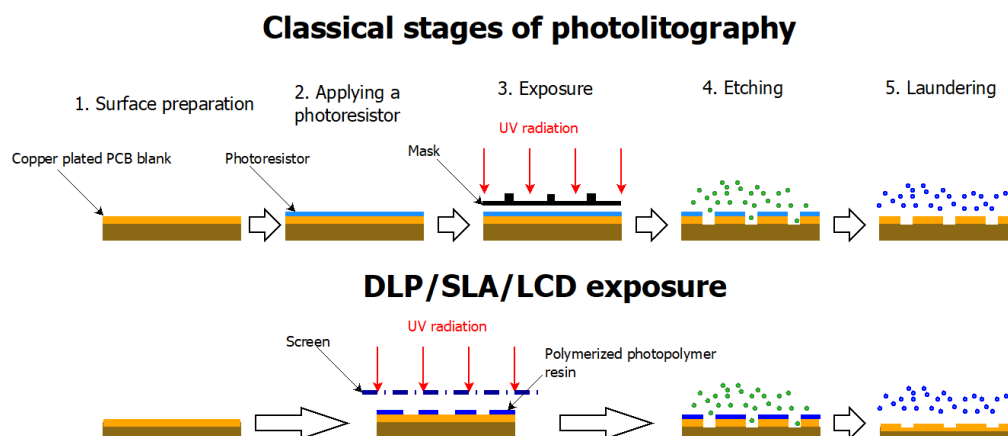 Classical stages of photolitography
1. Surface preparation
2. Applying a
photoresistor
3. Exposure
4. Etching
5. Laundering
UV radiation
Copper plated PCB blank
Photoresistor
Mask
DLP/SLA/LCD exposure
UV radiation
Screen
Polymerized photopolymer
resin